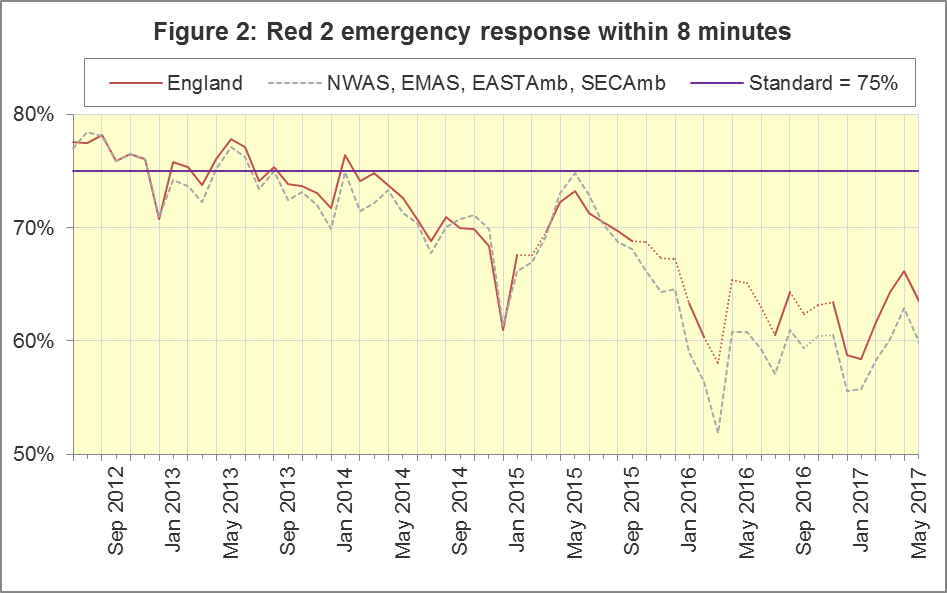 Figure 2: Red 2 emergency response within 8 minutes
England NWAS, EMAS, EASTAmb, SECAmb Standard = 75%
80%
70%
60%
50%
Sep 2012
Jan 2013
May 2013
Sep 2013
Jan 2014
May 2014
Sep 2014
Jan 2015
May 2015
Sep 2015
Jan 2016
May 2016
Sep 2016
Jan 2017
May 2017